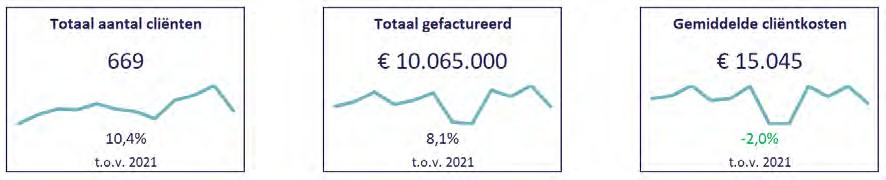 Totaal aantal cliënten
669
10,4%
t.o.v. 2021
Totaal gefactureerd
€ 10.065.000
8,1%
t.o.v. 2021
Gemiddelde cliëntkosten
€ 15.045
-2,0%
t.o.v. 2021